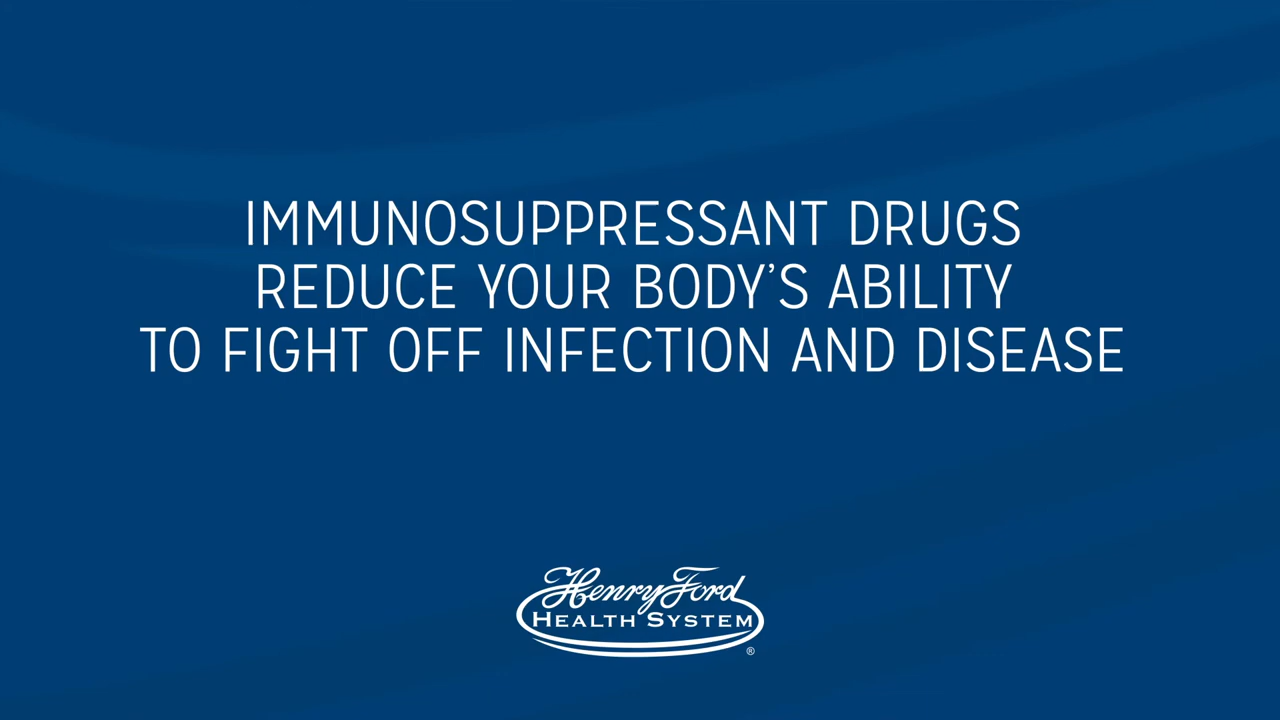 IMMUNOSUPPRESSANT DRUGS
REDUCE YOUR BODY’S ABILITY
TO FIGHT OFF INFECTION AND DISEASE
Henry Ford
HEALTH SYSTEM
®